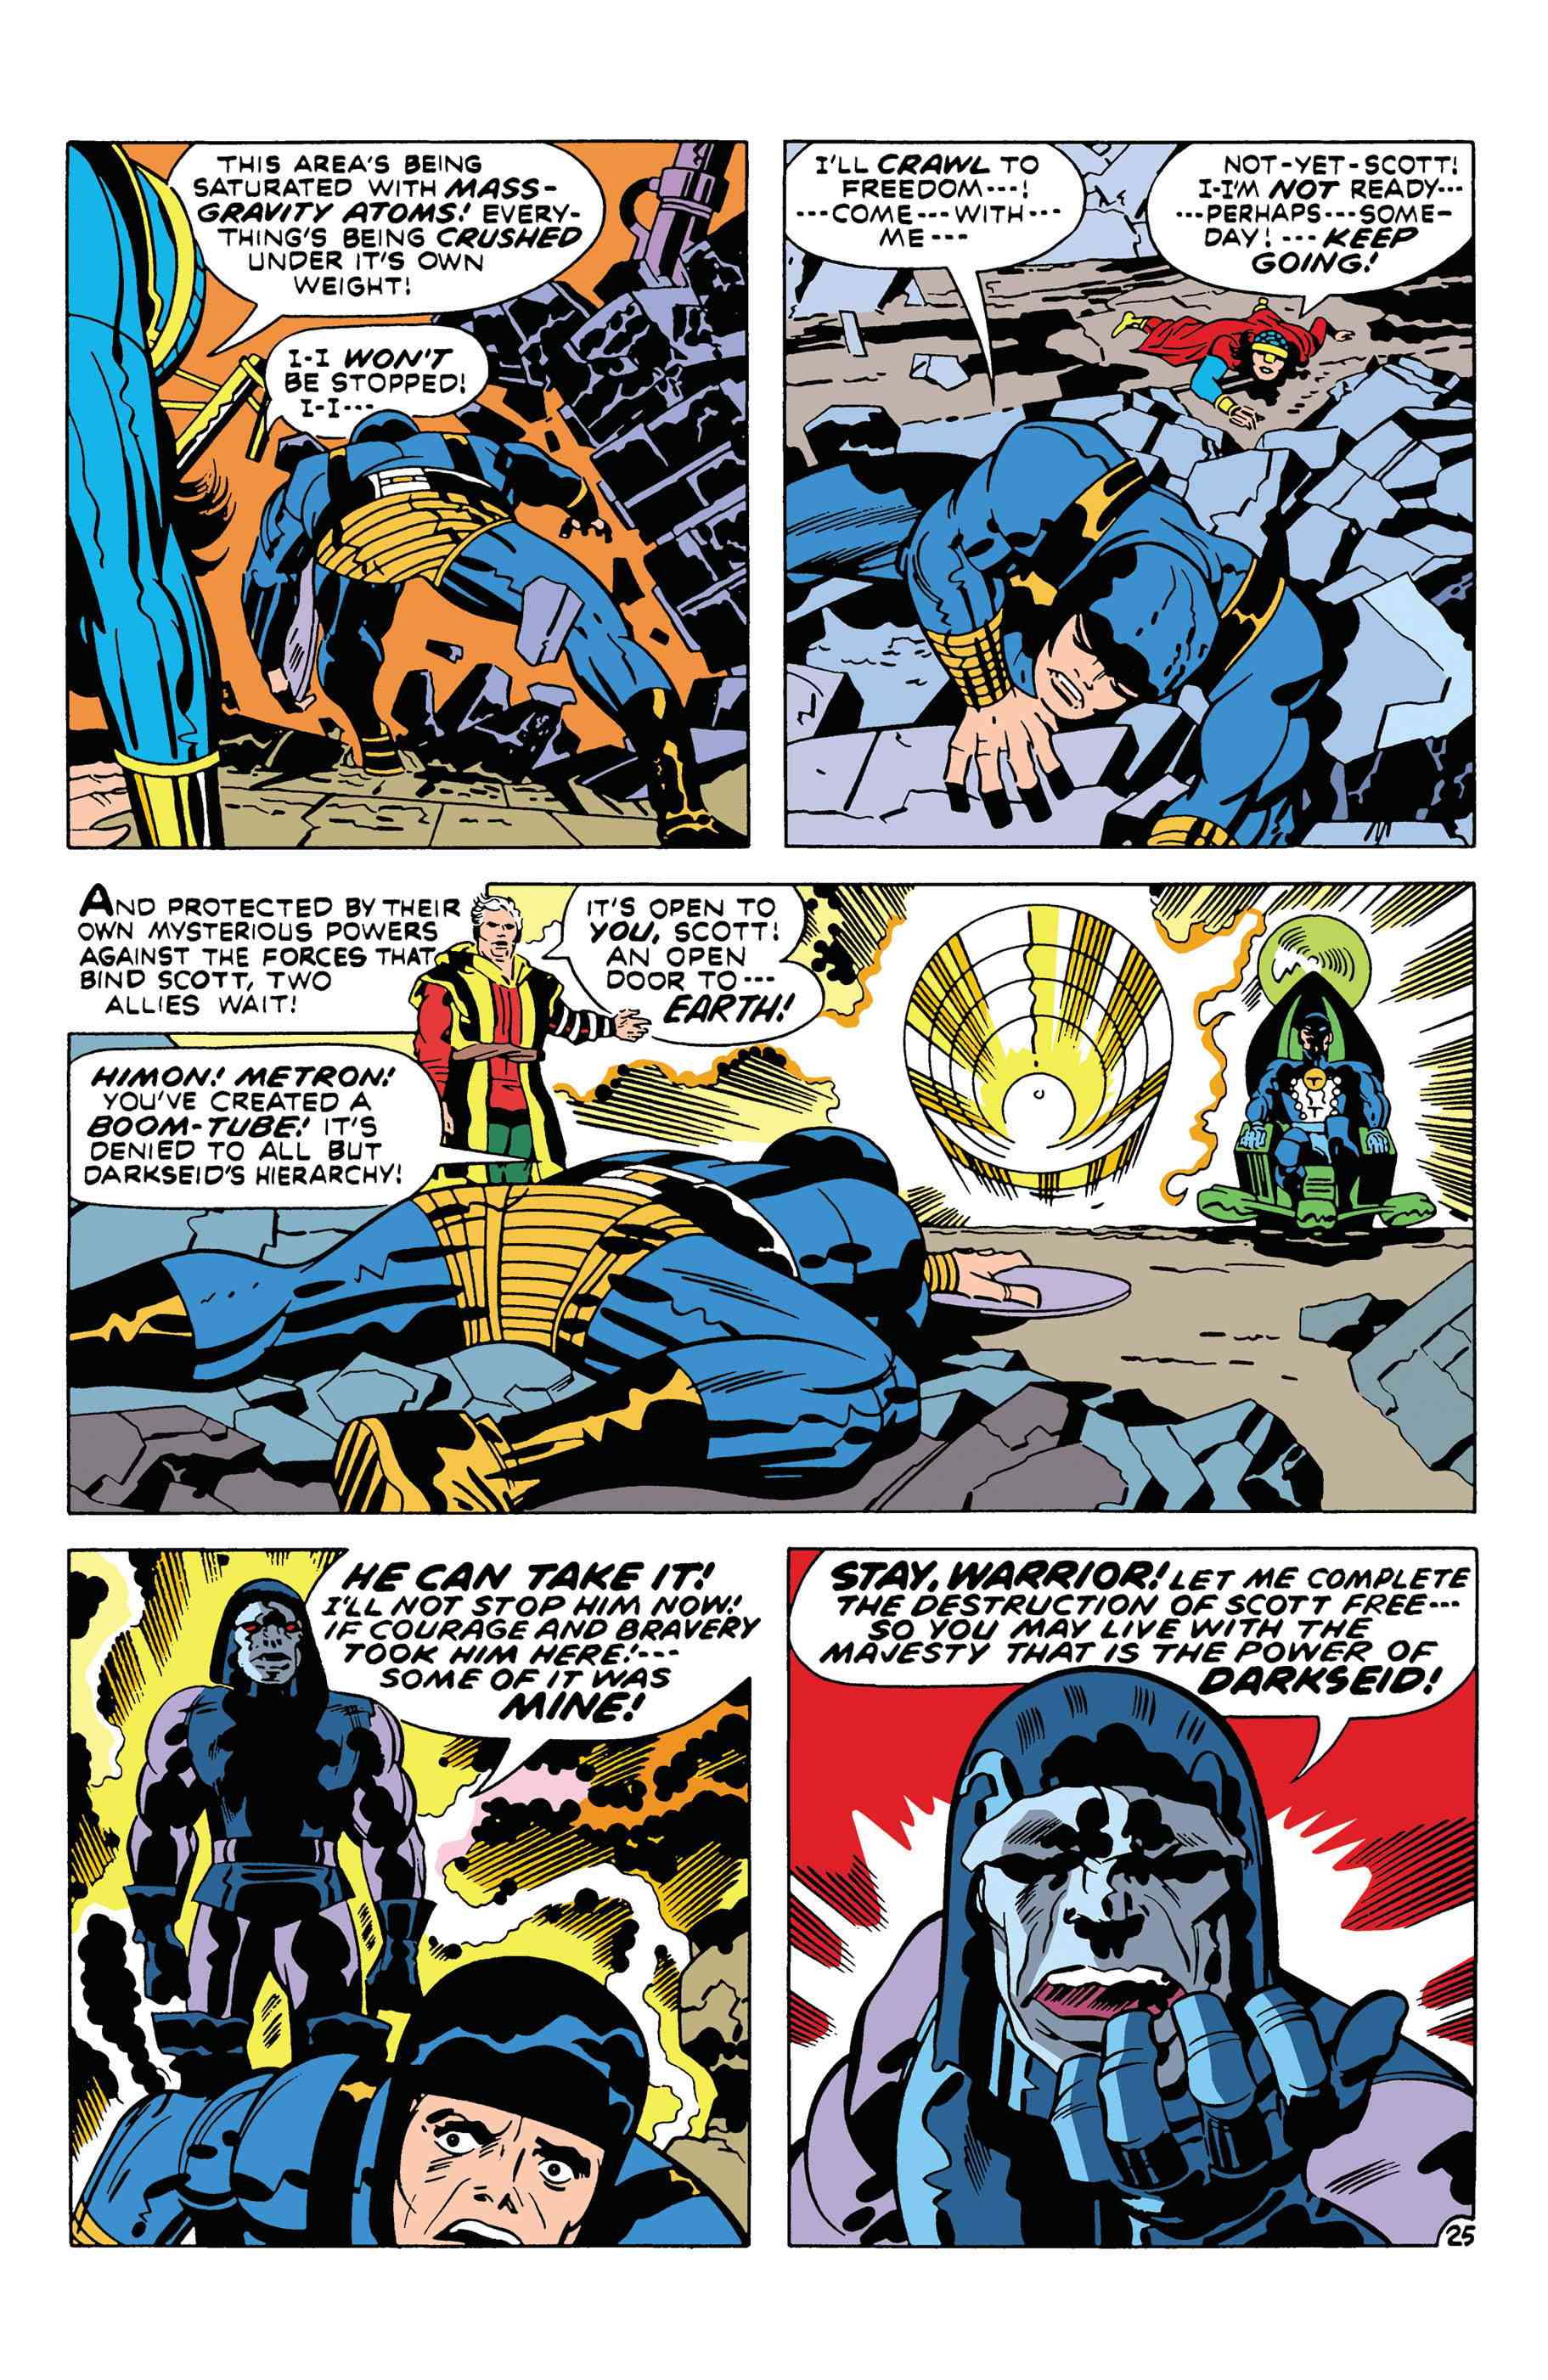 THIS AREA'S BEING
SATURATED WITH MASS-
GRAVITY ATOMS! EVERY-
THING'S BEING CRUSHED
UNDER IT'S OWN
WEIGHT!
I-I WON'T
BE STOPPED!
I-I---
I'LL CRAWL TO
FREEDOM---!
---COME---WITH---
ME---
NOT-YET-SCOTT!
I-I'M NOT READY---
---PERHAPS---SOME-
DAY! ---KEEP
GOING!
AND PROTECTED BY THEIR
OWN MYSTERIOUS POWERS
AGAINST THE FORCES THAT
BIND SCOTT, TWO
ALLIES WAIT!
IT'S OPEN TO
YOU, SCOTT!
AN OPEN
DOOR TO---
EARTH!
HIMON! METRON!
YOU'VE CREATED A
BOOM-TUBE! IT'S
DENIED TO ALL BUT
DARKSEID'S HIERARCHY!
HE CAN TAKE IT!
I'LL NOT STOP HIM NOW!
IF COURAGE AND BRAVERY
TOOK HIM HERE!---
SOME OF IT WAS
MINE!
STAY, WARRIOR! LET ME COMPLETE
THE DESTRUCTION OF SCOTT FREE---
SO YOU MAY LIVE WITH THE
MAJESTY THAT IS THE POWER OF
DARKSEID!
25